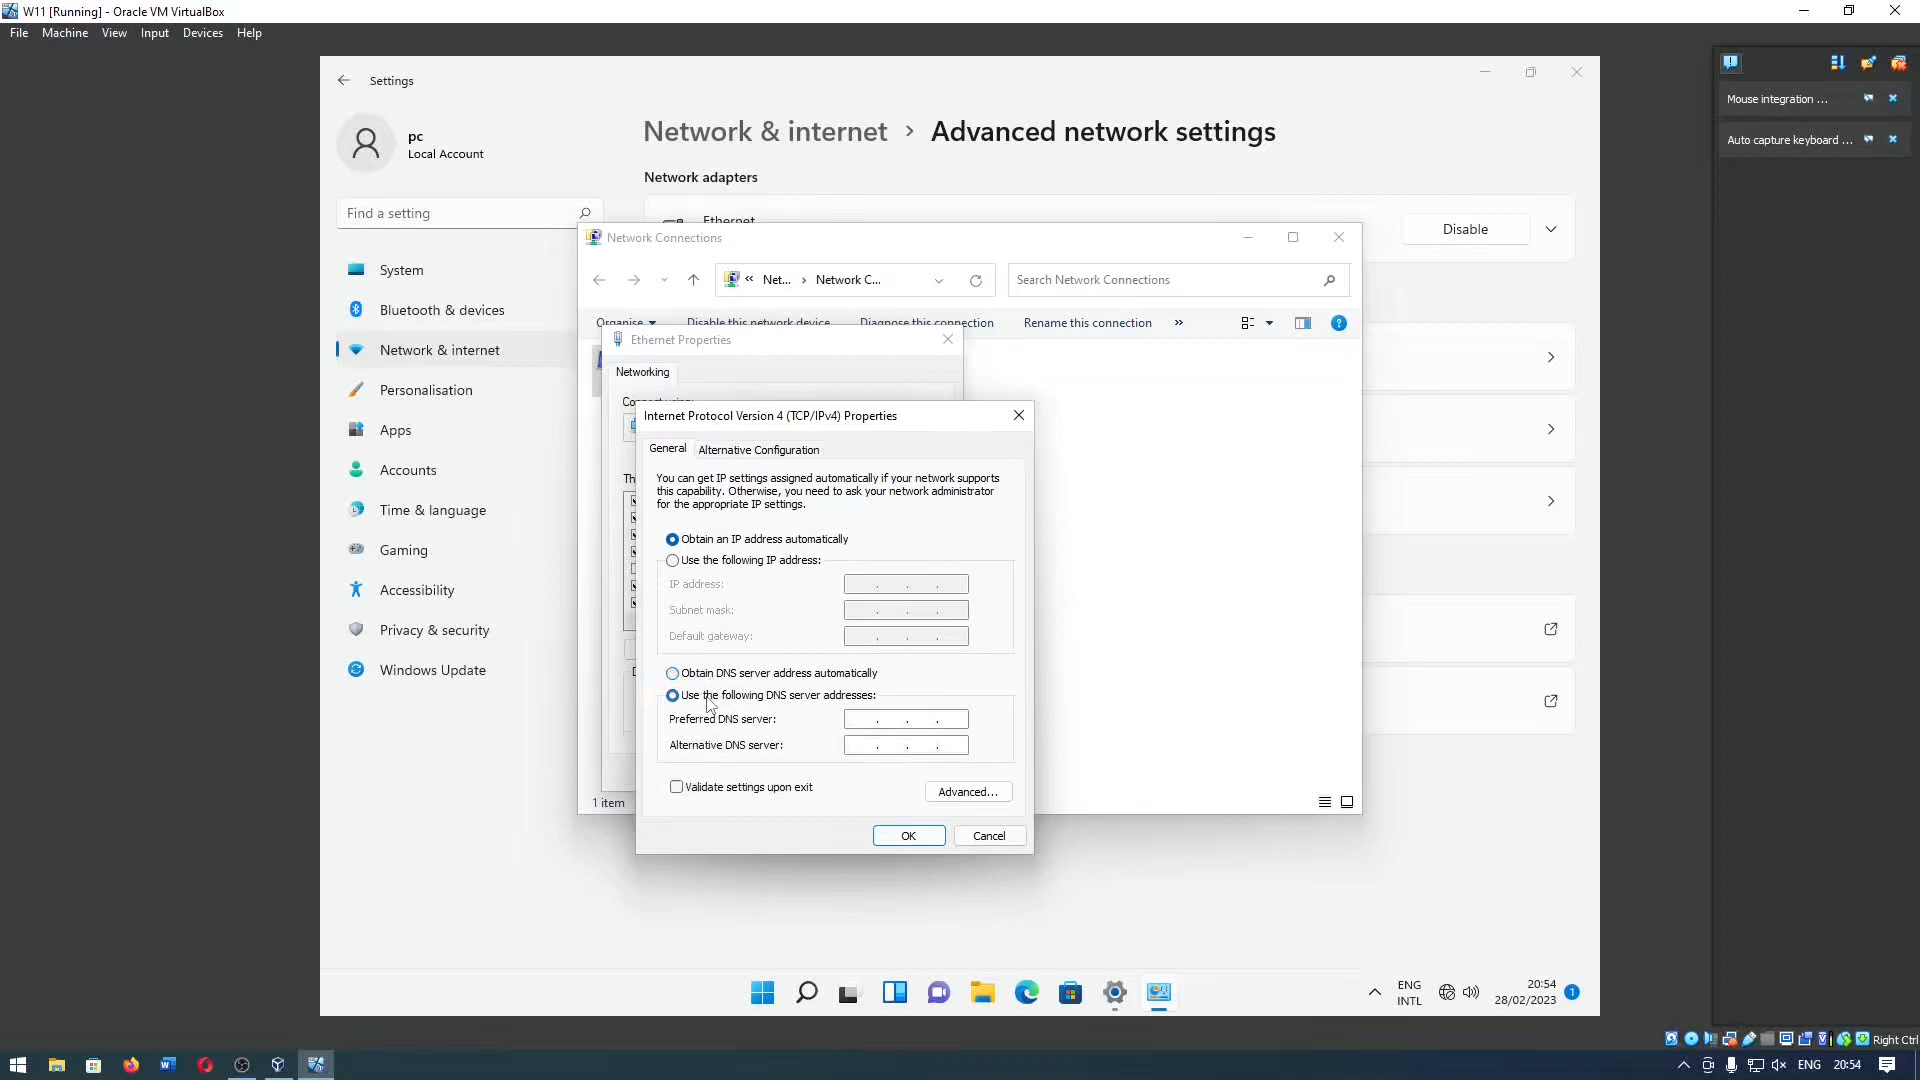 W11 [Running] - Oracle VM VirtualBox
File Machine View Input Devices Help
Settings
pc
Local Account
Find a setting
System
Bluetooth & devices
Network & internet
Personalisation
Apps
Accounts
Time & language
Gaming
Accessibility
Privacy & security
Windows Update
Network & internet › Advanced network settings
Network adapters
Ethernet
Disable
Network Connections
« Net... › Network C...
Search Network Connections
Organise Disable this network device Diagnose this connection Rename this connection »
1 item
Ethernet Properties
Networking
Connect using:
Internet Protocol Version 4 (TCP/IPv4) Properties
General Alternative Configuration
You can get IP settings assigned automatically if your network supports
this capability. Otherwise, you need to ask your network administrator
for the appropriate IP settings.
Obtain an IP address automatically
Use the following IP address:
IP address: . . .
Subnet mask: . . .
Default gateway: . . .
Obtain DNS server address automatically
Use the following DNS server addresses:
Preferred DNS server: . . .
Alternative DNS server: . . .
Validate settings upon exit
Advanced...
OK Cancel
Mouse integration ...
Auto capture keyboard ...
ENG
INTL
20:54
28/02/2023
1
Right Ctrl
ENG 20:54